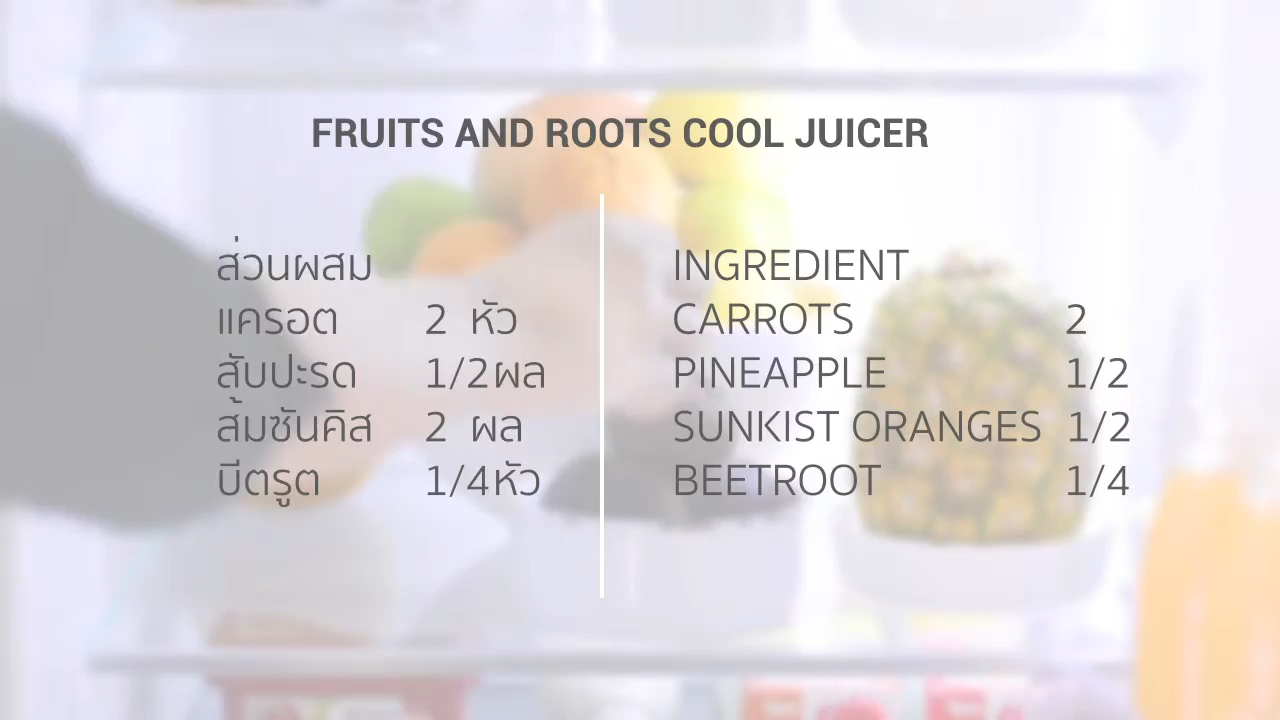 FRUITS AND ROOTS COOL JUICER
ส่วนผสม
แครอต 2 หัว
สับปะรด 1/2ผล
ส้มซันคิส 2 ผล
บีตรูต 1/4หัว
INGREDIENT
CARROTS 2
PINEAPPLE 1/2
SUNKIST ORANGES 1/2
BEETROOT 1/4